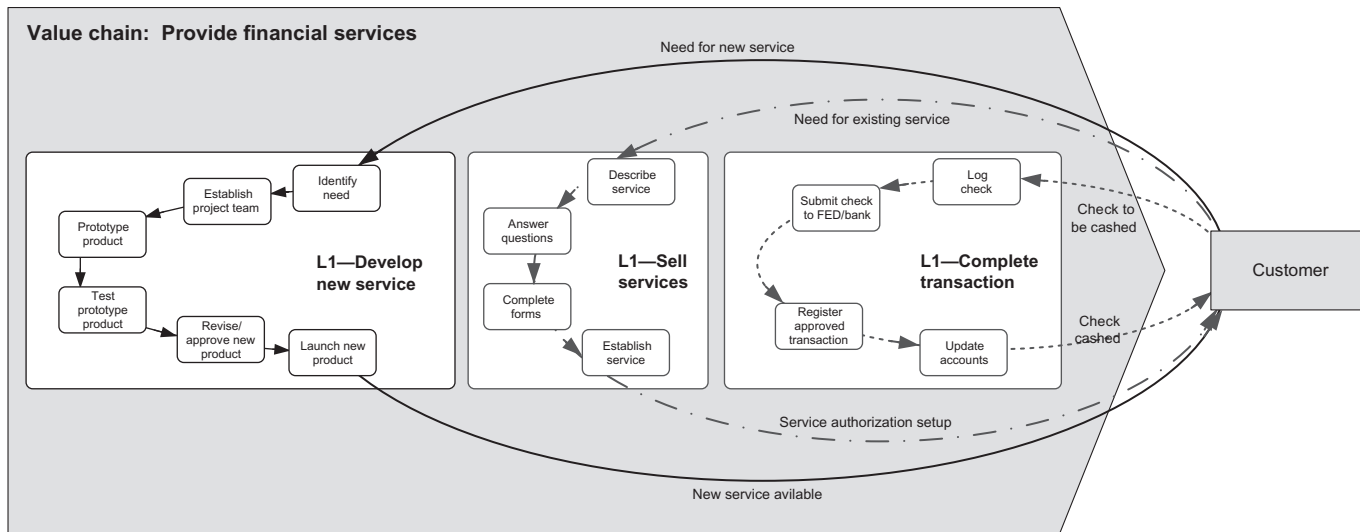 Value chain:  Provide financial services
Need for new service
Need for existing service
Identify
need
Establish
project team
Prototype
product
Test
prototype
product
Revise/
approve new
product
Launch new
product
L1—Develop
new service
Describe
service
Answer
questions
Complete
forms
Establish
service
L1—Sell
services
Log
check
Submit check
to FED/bank
Register
approved
transaction
Update
accounts
L1—Complete
transaction
Check to
be cashed
Check
cashed
Customer
Service authorization setup
New service avilable